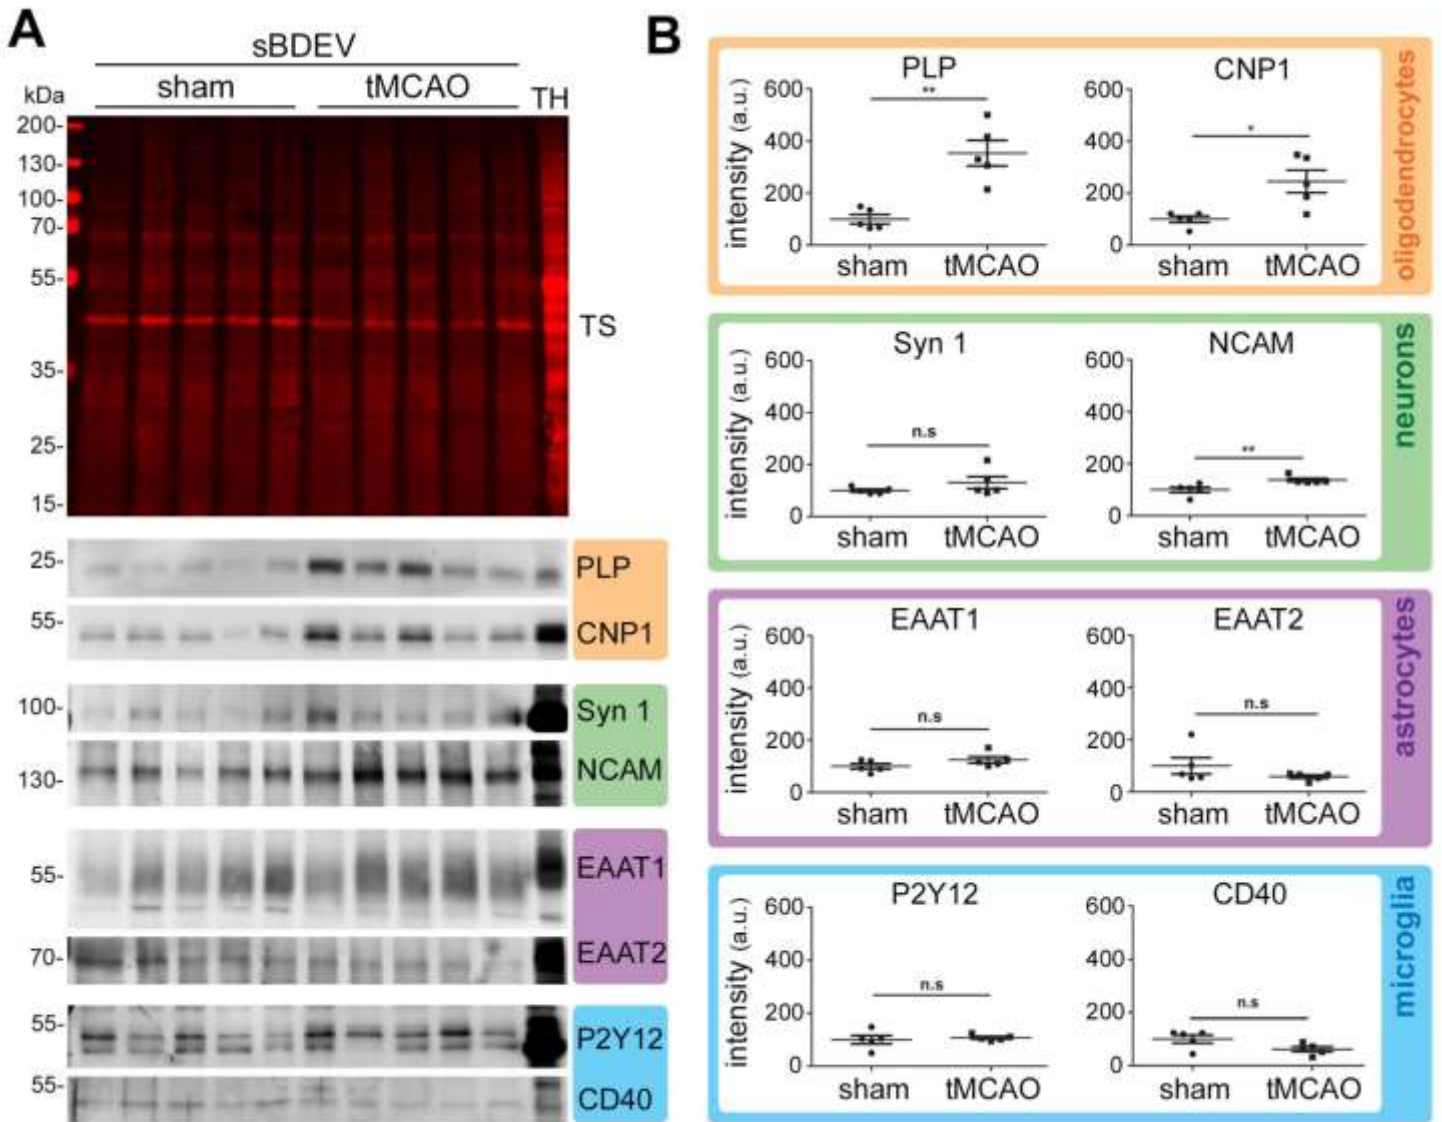 A
sBDEV
sham tMCAO TH
kDa
200-
130-
100-
70-
55-
35-
25-
15-
TS
25- PLP
55- CNP1
100- Syn 1
130- NCAM
55- EAAT1
70- EAAT2
55- P2Y12
55- CD40
B
PLP CNP1
600 600
** *
400 400
200 200
0 0
intensity (a.u.)
sham tMCAO sham tMCAO
oligodendrocytes
Syn 1 NCAM
600 600
400 400
n.s **
200 200
0 0
intensity (a.u.)
sham tMCAO sham tMCAO
neurons
EAAT1 EAAT2
600 600
400 400
n.s n.s
200 200
0 0
intensity (a.u.)
sham tMCAO sham tMCAO
astrocytes
P2Y12 CD40
600 600
400 400
n.s n.s
200 200
0 0
intensity (a.u.)
sham tMCAO sham tMCAO
microglia